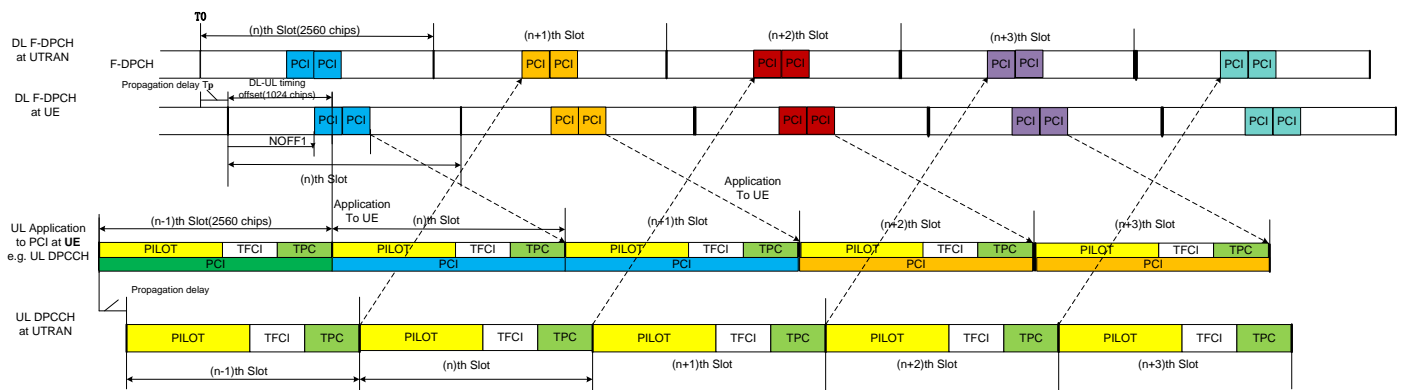 T0
(n)th Slot(2560 chips)
(n+1)th Slot
(n+2)th Slot
(n+3)th Slot
DL F-DPCH
at UTRAN
F-DPCH
PCI PCI PCI PCI PCI PCI PCI PCI PCI PCI
Propagation delay Tp
DL-UL timing
offset(1024 chips)
DL F-DPCH
at UE
PCI PCI PCI PCI PCI PCI PCI PCI PCI PCI
NOFF1
(n)th Slot
Application
To UE
Application
To UE
(n-1)th Slot(2560 chips)
(n)th Slot
(n+1)th Slot
(n+2)th Slot
(n+3)th Slot
UL Application
to PCI at UE
e.g. UL DPCCH
PILOT TFCI TPC PILOT TFCI TPC PILOT TFCI TPC PILOT TFCI TPC PILOT TFCI TPC
PCI PCI PCI PCI PCI
Propagation delay
UL DPCCH
at UTRAN
PILOT TFCI TPC PILOT TFCI TPC PILOT TFCI TPC PILOT TFCI TPC PILOT TFCI TPC
(n-1)th Slot
(n)th Slot
(n+1)th Slot
(n+2)th Slot
(n+3)th Slot